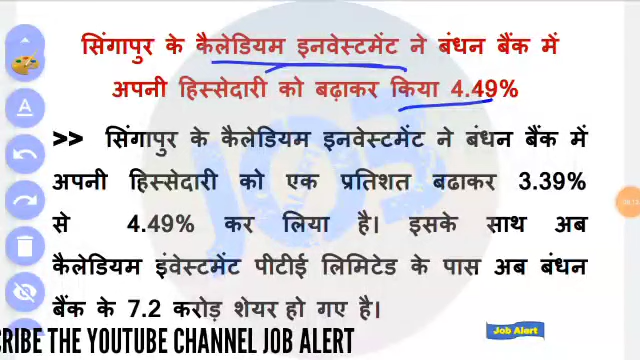 सिंगापुर के कैलेडियम इनवेस्टमेंट ने बंधन बैंक में
अपनी हिस्सेदारी को बढ़ाकर किया 4.49%
>> सिंगापुर के कैलेडियम इनवेस्टमेंट ने बंधन बैंक में
अपनी हिस्सेदारी को एक प्रतिशत बढाकर 3.39%
से 4.49% कर लिया है। इसके साथ अब
कैलेडियम इंवेस्टमेंट पीटीई लिमिटेड के पास अब बंधन
बैंक के 7.2 करोड़ शेयर हो गए है।
CRIBE THE YOUTUBE CHANNEL JOB ALERT
Job Alert
JOB